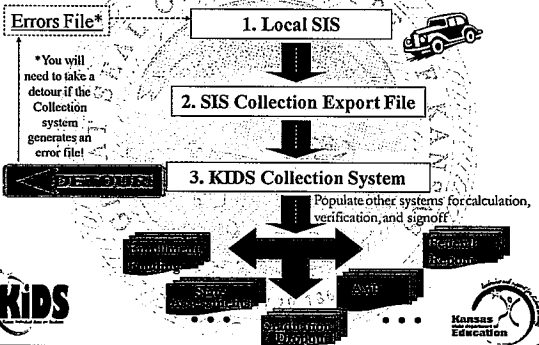 Errors File*
1. Local SIS
*You will
need to take a
detour if the
Collection
system
generates an
error file!
2. SIS Collection Export File
DETOUR
3. KIDS Collection System
Populate other systems for calculation,
verification, and signoff
Enrollment
Funding
Federal
Report
State
Assessments
AYP
Graduation
/ Dropout
KiDS
Kansas
state department of
Education